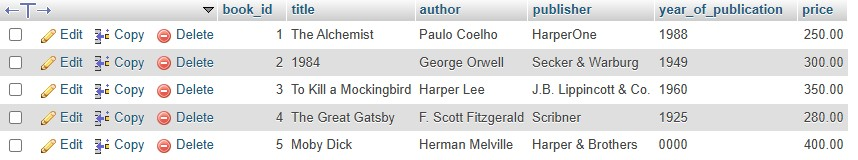 book_id title author publisher year_of_publication price
Edit Copy Delete 1 The Alchemist Paulo Coelho HarperOne 1988 250.00
Edit Copy Delete 2 1984 George Orwell Secker & Warburg 1949 300.00
Edit Copy Delete 3 To Kill a Mockingbird Harper Lee J.B. Lippincott & Co. 1960 350.00
Edit Copy Delete 4 The Great Gatsby F. Scott Fitzgerald Scribner 1925 280.00
Edit Copy Delete 5 Moby Dick Herman Melville Harper & Brothers 0000 400.00